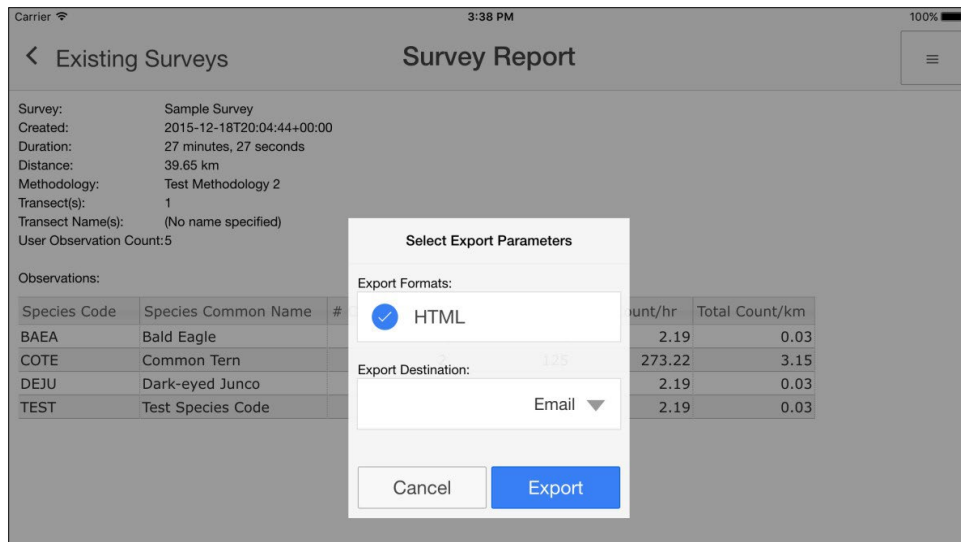 Carrier 3:38 PM 100%
Existing Surveys Survey Report
Survey: Sample Survey
Created: 2015-12-18T20:04:44+00:00
Duration: 27 minutes, 27 seconds
Distance: 39.65 km
Methodology: Test Methodology 2
Transect(s): 1
Transect Name(s): (No name specified)
User Observation Count:5
Observations:
Species Code Species Common Name # ount/hr Total Count/km
BAEA Bald Eagle 2.19 0.03
COTE Common Tern 2 125 273.22 3.15
DEJU Dark-eyed Junco 2.19 0.03
TEST Test Species Code 2.19 0.03
Select Export Parameters
Export Formats:
HTML
Export Destination:
Email
Cancel Export